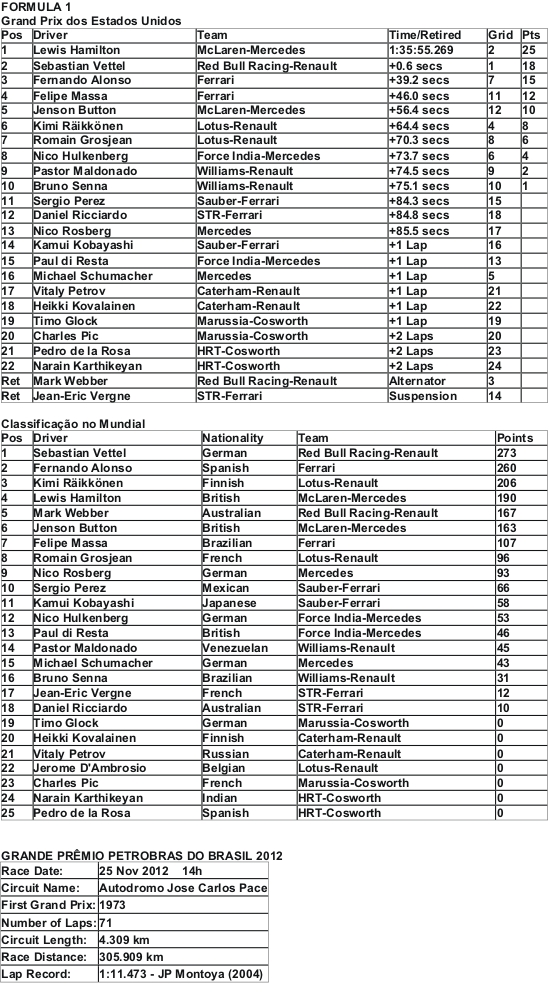 FORMULA 1
Grand Prix dos Estados Unidos
Pos Driver Team Time/Retired Grid Pts
1 Lewis Hamilton McLaren-Mercedes 1:35:55.269 2 25
2 Sebastian Vettel Red Bull Racing-Renault +0.6 secs 1 18
3 Fernando Alonso Ferrari +39.2 secs 7 15
4 Felipe Massa Ferrari +46.0 secs 11 12
5 Jenson Button McLaren-Mercedes +56.4 secs 12 10
6 Kimi Räikkönen Lotus-Renault +64.4 secs 4 8
7 Romain Grosjean Lotus-Renault +70.3 secs 8 6
8 Nico Hulkenberg Force India-Mercedes +73.7 secs 6 4
9 Pastor Maldonado Williams-Renault +74.5 secs 9 2
10 Bruno Senna Williams-Renault +75.1 secs 10 1
11 Sergio Perez Sauber-Ferrari +84.3 secs 15
12 Daniel Ricciardo STR-Ferrari +84.8 secs 18
13 Nico Rosberg Mercedes +85.5 secs 17
14 Kamui Kobayashi Sauber-Ferrari +1 Lap 16
15 Paul di Resta Force India-Mercedes +1 Lap 13
16 Michael Schumacher Mercedes +1 Lap 5
17 Vitaly Petrov Caterham-Renault +1 Lap 21
18 Heikki Kovalainen Caterham-Renault +1 Lap 22
19 Timo Glock Marussia-Cosworth +1 Lap 19
20 Charles Pic Marussia-Cosworth +2 Laps 20
21 Pedro de la Rosa HRT-Cosworth +2 Laps 23
22 Narain Karthikeyan HRT-Cosworth +2 Laps 24
Ret Mark Webber Red Bull Racing-Renault Alternator 3
Ret Jean-Eric Vergne STR-Ferrari Suspension 14
Classificação no Mundial
Pos Driver Nationality Team Points
1 Sebastian Vettel German Red Bull Racing-Renault 273
2 Fernando Alonso Spanish Ferrari 260
3 Kimi Räikkönen Finnish Lotus-Renault 206
4 Lewis Hamilton British McLaren-Mercedes 190
5 Mark Webber Australian Red Bull Racing-Renault 167
6 Jenson Button British McLaren-Mercedes 163
7 Felipe Massa Brazilian Ferrari 107
8 Romain Grosjean French Lotus-Renault 96
9 Nico Rosberg German Mercedes 93
10 Sergio Perez Mexican Sauber-Ferrari 66
11 Kamui Kobayashi Japanese Sauber-Ferrari 58
12 Nico Hulkenberg German Force India-Mercedes 53
13 Paul di Resta British Force India-Mercedes 46
14 Pastor Maldonado Venezuelan Williams-Renault 45
15 Michael Schumacher German Mercedes 43
16 Bruno Senna Brazilian Williams-Renault 31
17 Jean-Eric Vergne French STR-Ferrari 12
18 Daniel Ricciardo Australian STR-Ferrari 10
19 Timo Glock German Marussia-Cosworth 0
20 Heikki Kovalainen Finnish Caterham-Renault 0
21 Vitaly Petrov Russian Caterham-Renault 0
22 Jerome D'Ambrosio Belgian Lotus-Renault 0
23 Charles Pic French Marussia-Cosworth 0
24 Narain Karthikeyan Indian HRT-Cosworth 0
25 Pedro de la Rosa Spanish HRT-Cosworth 0
GRANDE PRÊMIO PETROBRAS DO BRASIL 2012
Race Date: 25 Nov 2012 14h
Circuit Name: Autodromo Jose Carlos Pace
First Grand Prix: 1973
Number of Laps: 71
Circuit Length: 4.309 km
Race Distance: 305.909 km
Lap Record: 1:11.473 - JP Montoya (2004)